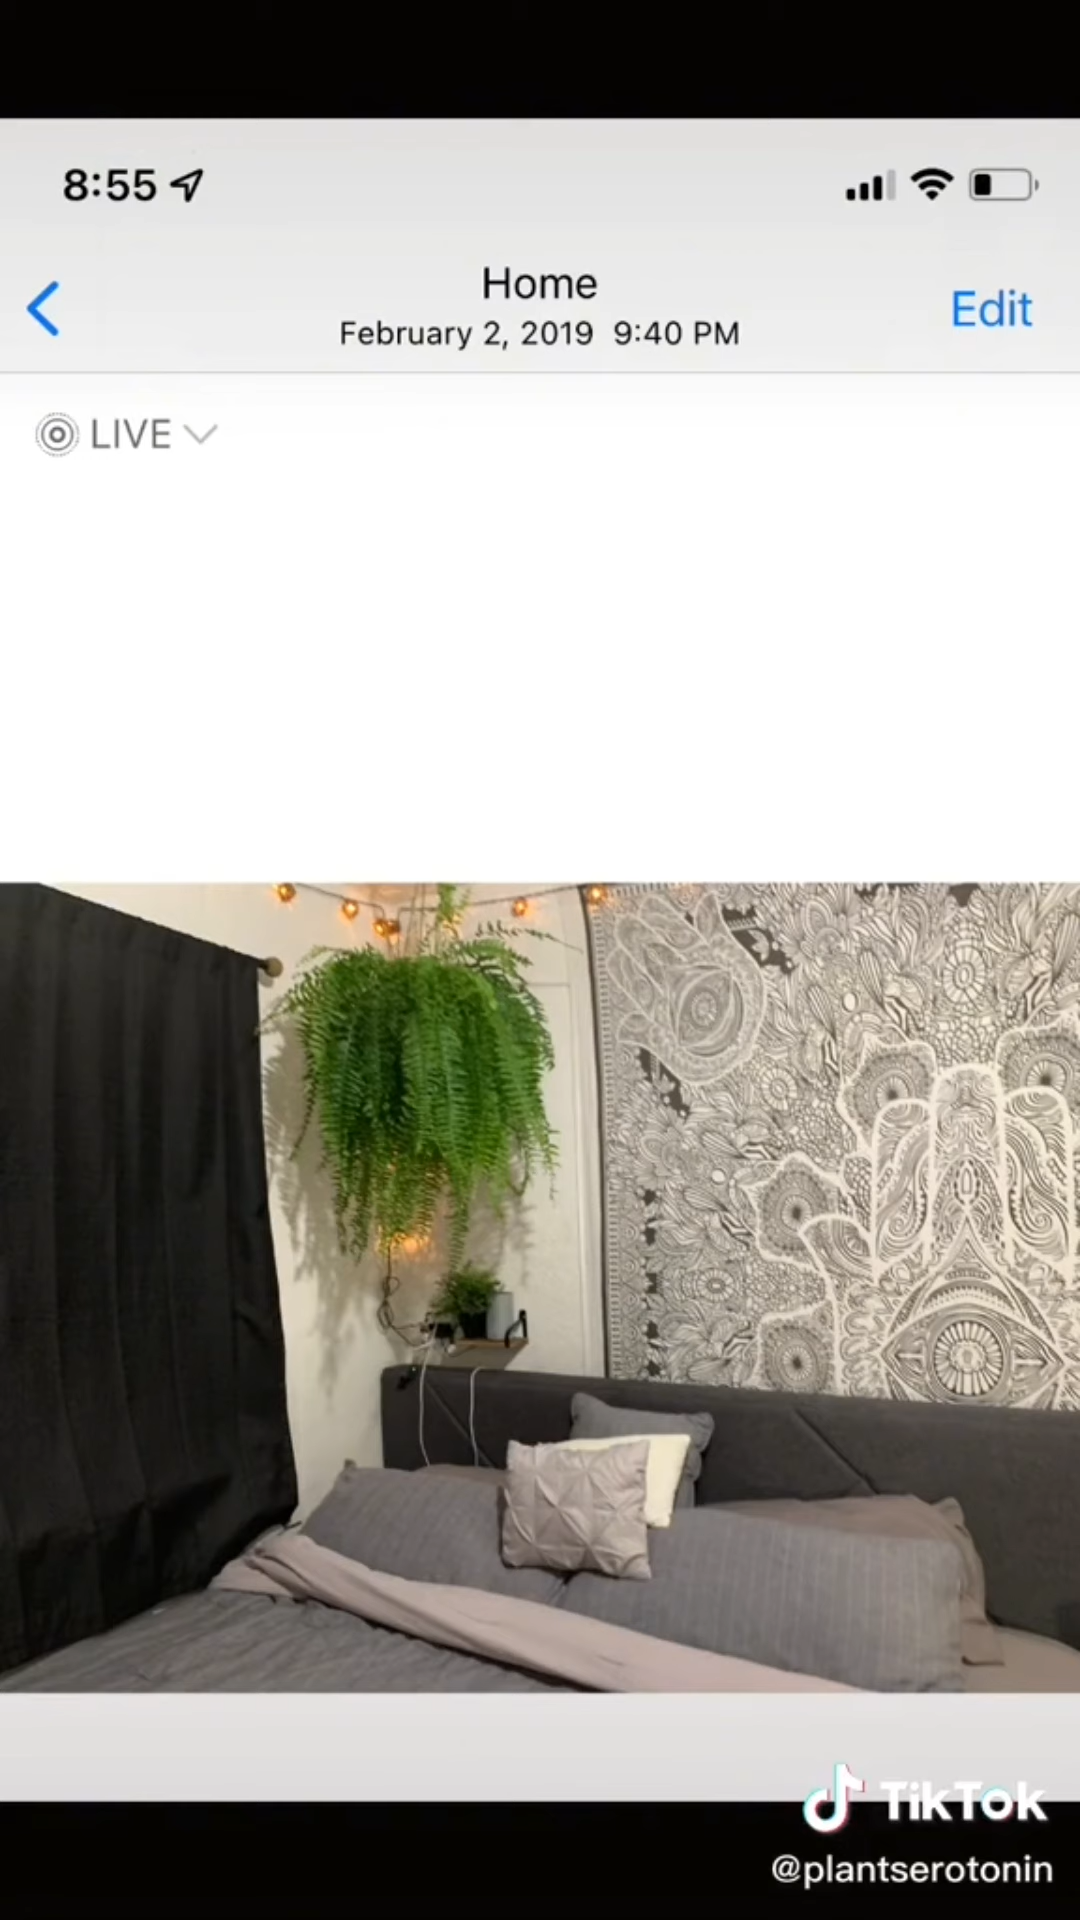 8:55
Home
February 2, 2019 9:40 PM
Edit
LIVE
TikTok
@plantserotonin